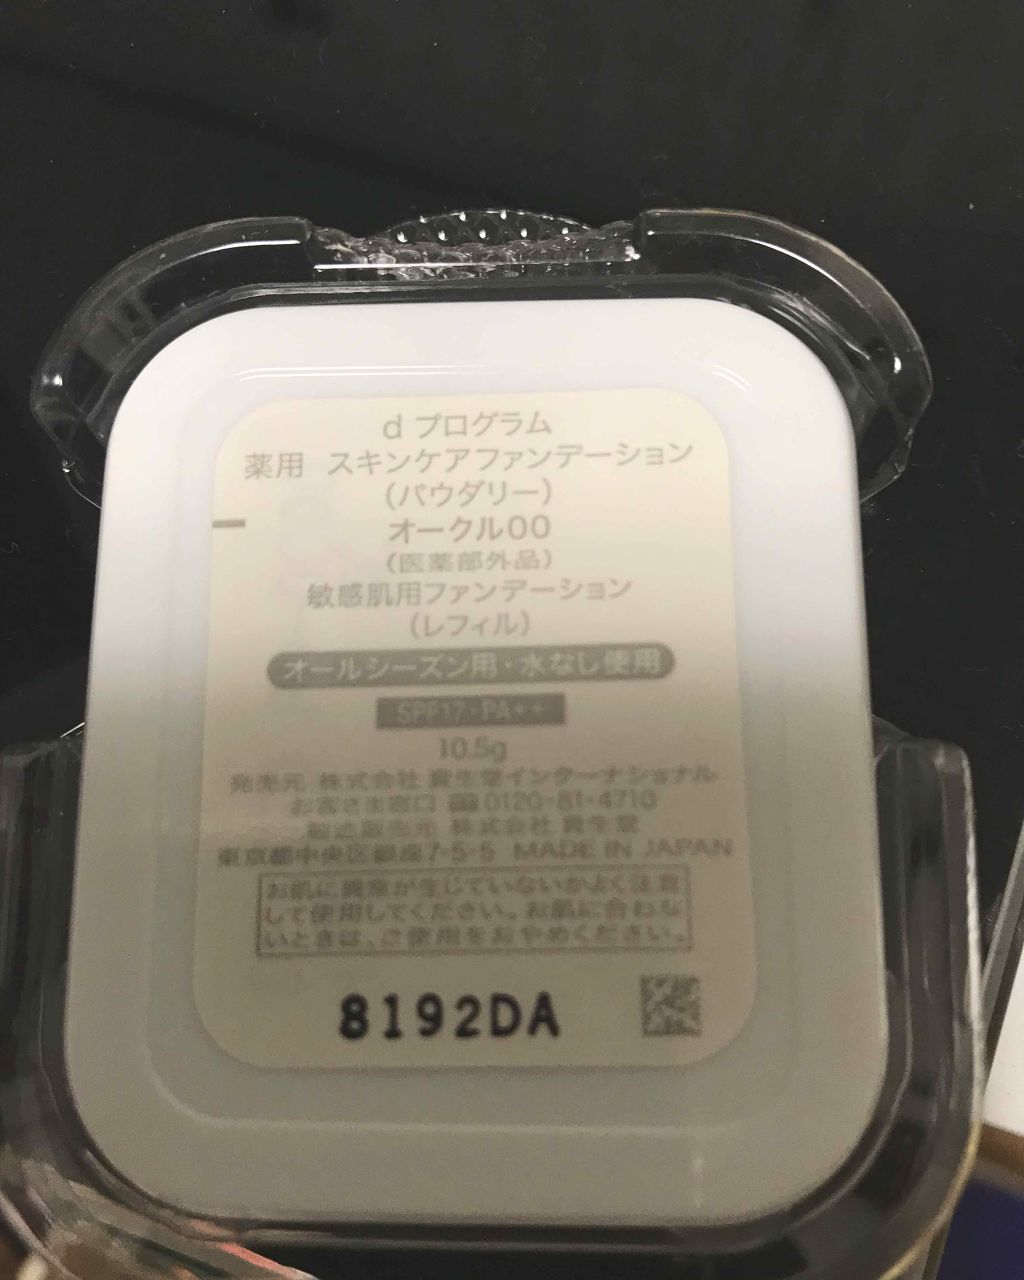 d プログラム
薬用 スキンケアファンデーション
(パウダリー)
オークル00
(医薬部外品)
敏感肌用ファンデーション
(レフィル)
オールシーズン用・水なし使用
SPF17・PA++
10.5g
発売元 株式会社 資生堂インターナショナル
お客さま窓口 ☎0120-81-4710
製造販売元 株式会社 資生堂
東京都中央区銀座7-5-5 MADE IN JAPAN
お肌に異常が生じていないかよく注意
して使用してください。お肌に合わな
いときは、ご使用をおやめください。
8192DA